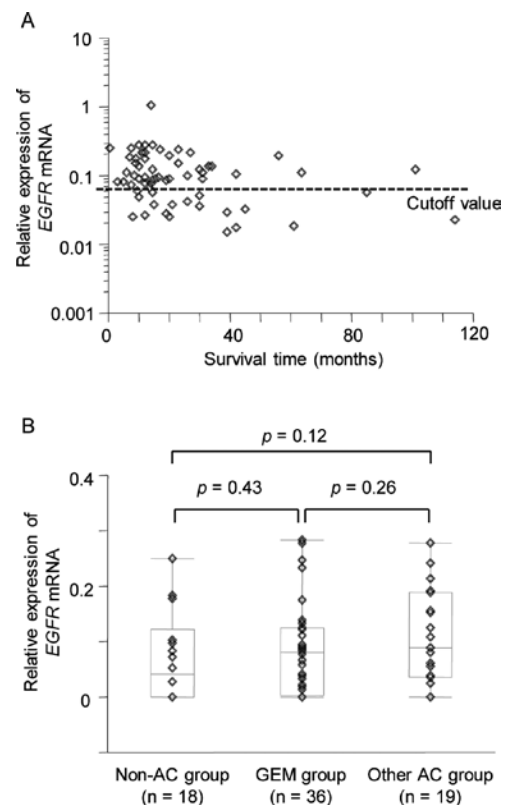 A
Relative expression of
EGFR mRNA
10
1
0.1
0.01
0.001
Cutoff value
0
40
80
120
Survival time (months)
B
p = 0.12
p = 0.43
p = 0.26
Relative expression of
EGFR mRNA
0.4
0.2
0
Non-AC group
(n = 18)
GEM group
(n = 36)
Other AC group
(n = 19)